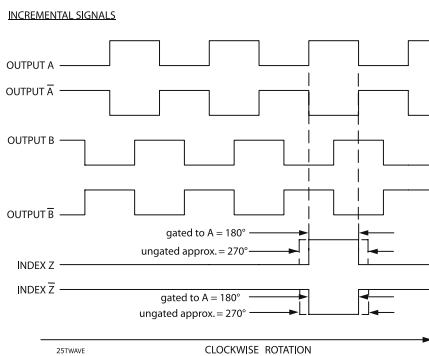 INCREMENTAL SIGNALS
OUTPUT A
OUTPUT A̅
OUTPUT B
OUTPUT B̅
gated to A = 180°
ungated approx. = 270°
INDEX Z
INDEX Z̅
gated to A = 180°
ungated approx. = 270°
25TWAVE CLOCKWISE ROTATION